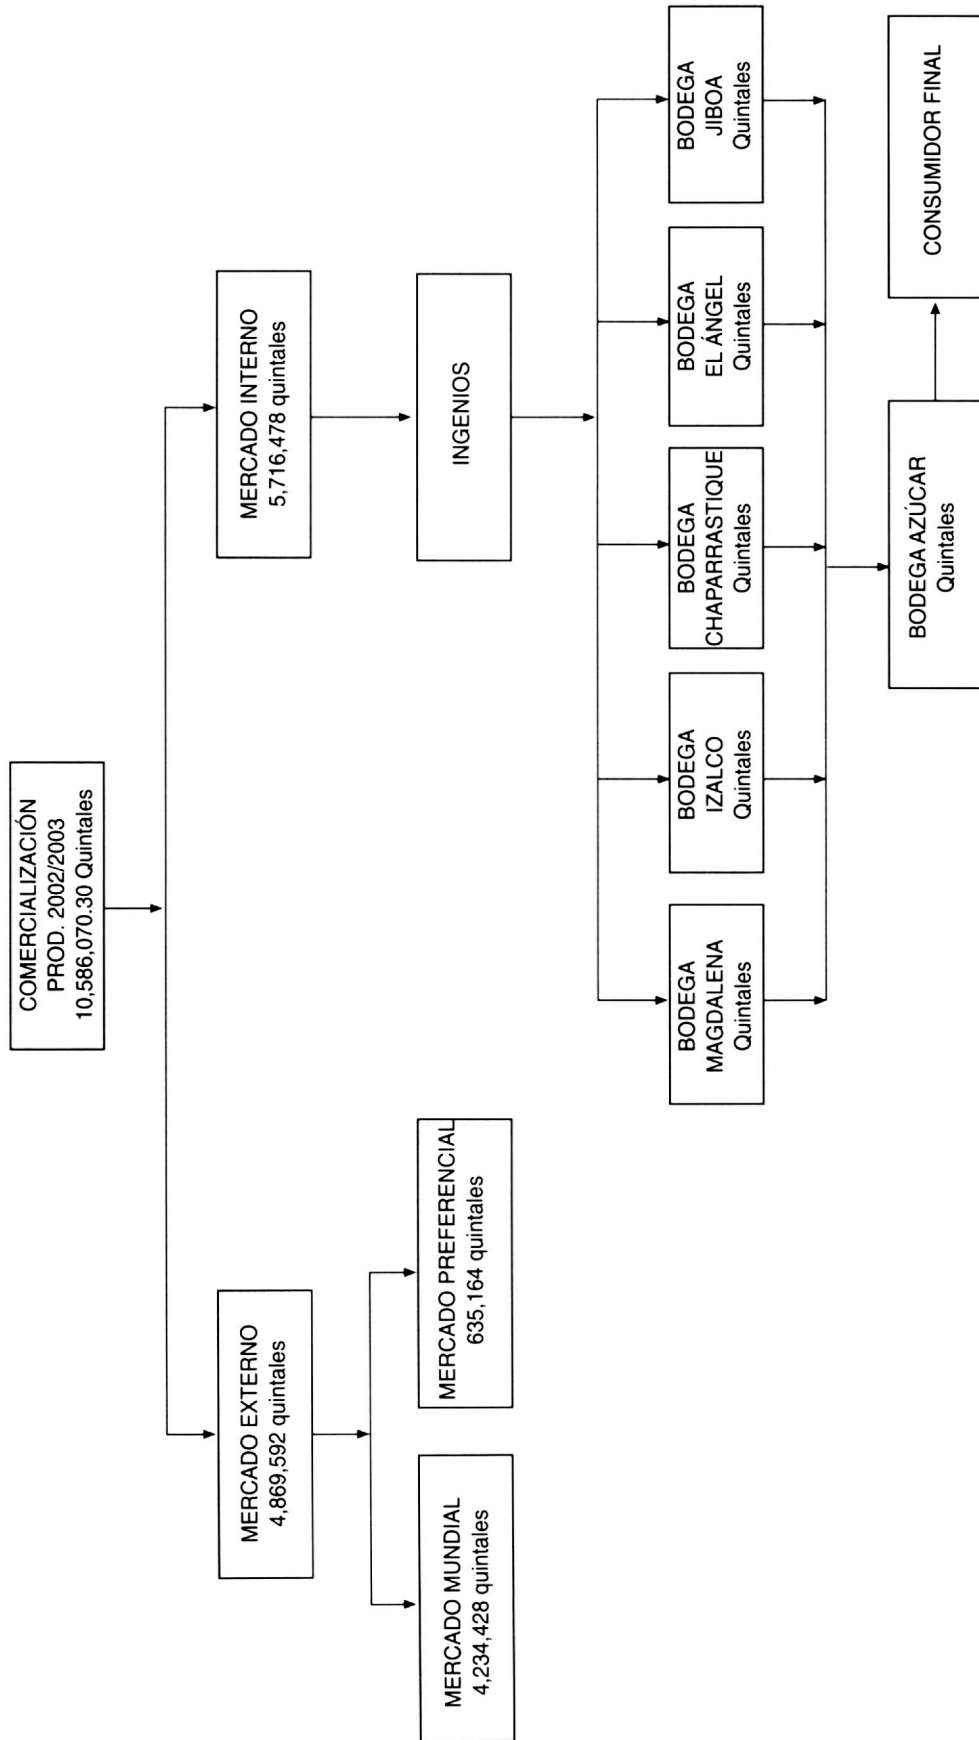 COMERCIALIZACIÓN
PROD. 2002/2003
10,586,070.30 Quintales
MERCADO EXTERNO
4,869,592 quintales
MERCADO INTERNO
5,716,478 quintales
MERCADO MUNDIAL
4,234,428 quintales
MERCADO PREFERENCIAL
635,164 quintales
INGENIOS
BODEGA
MAGDALENA
Quintales
BODEGA
IZALCO
Quintales
BODEGA
CHAPARRASTIQUE
Quintales
BODEGA
EL ÁNGEL
Quintales
BODEGA
JIBOA
Quintales
BODEGA AZÚCAR
Quintales
CONSUMIDOR FINAL